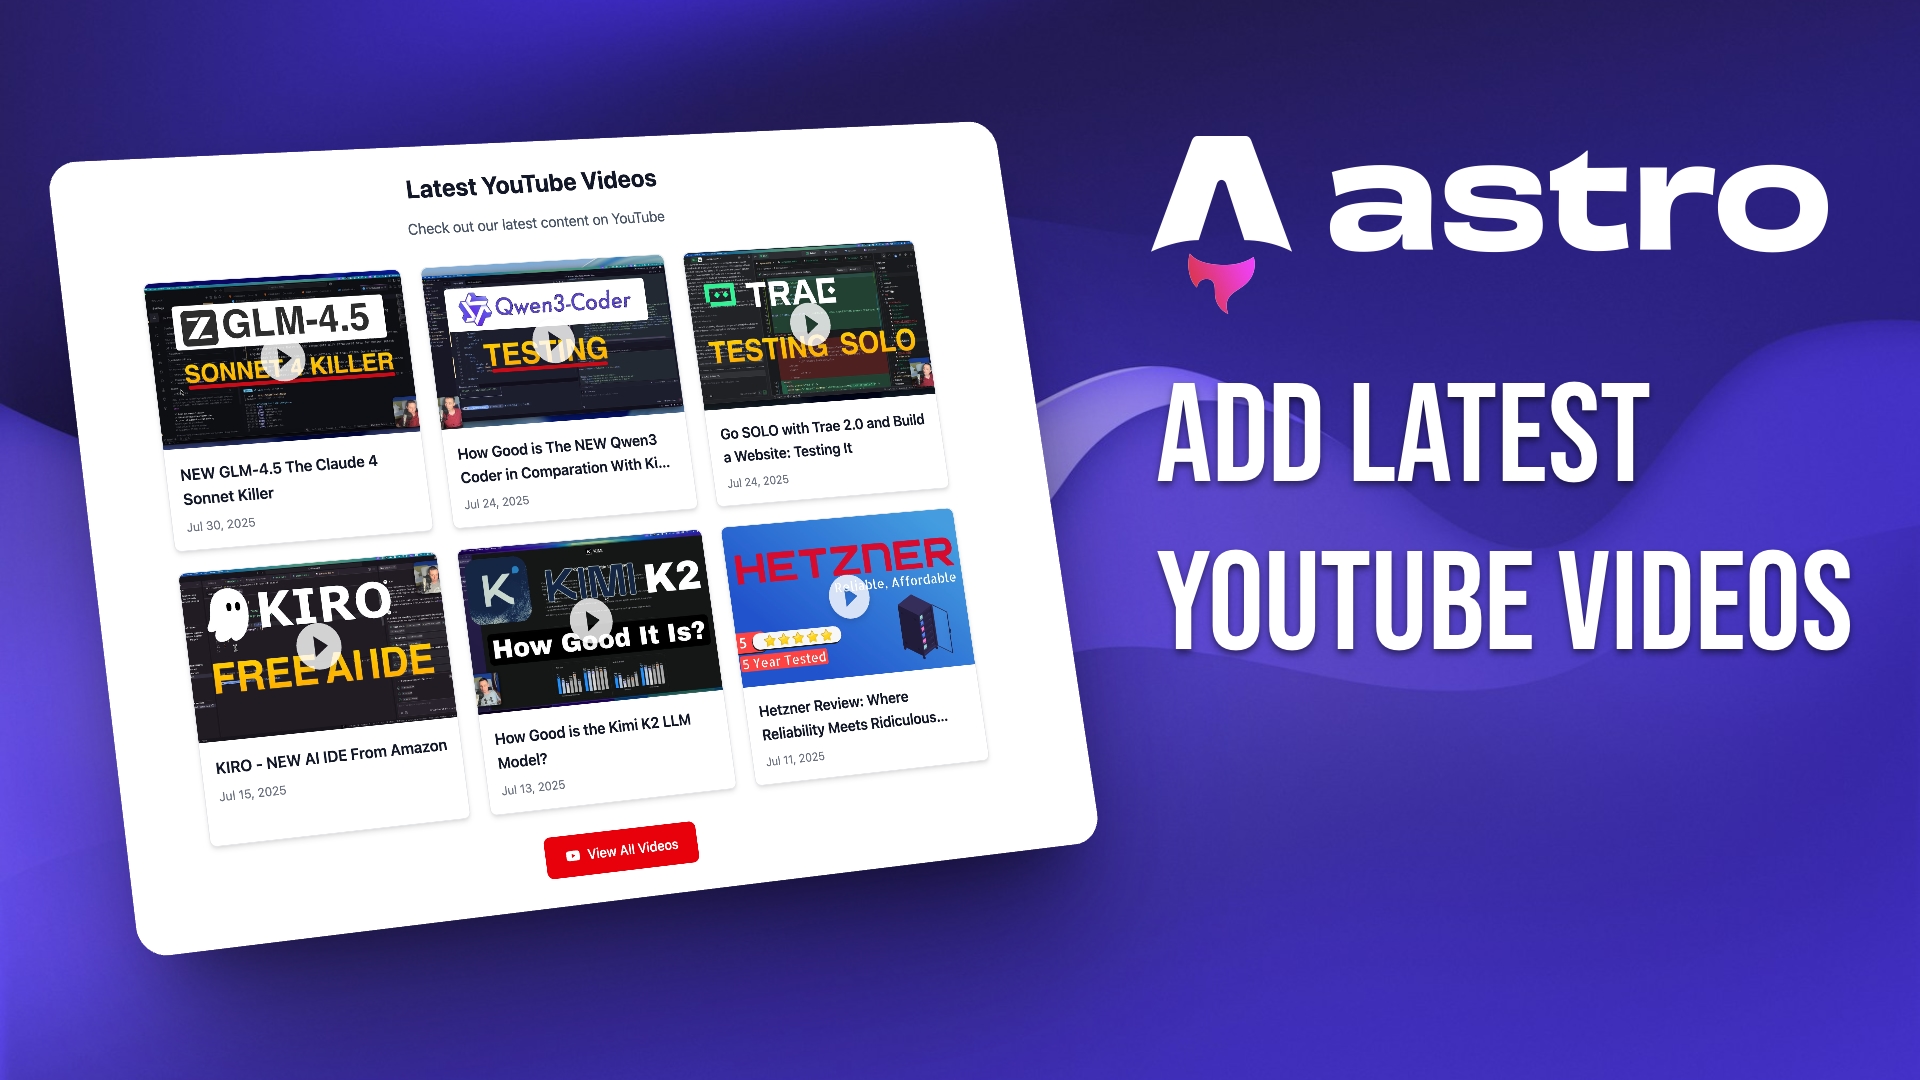 Latest YouTube Videos
Check out our latest content on YouTube
GLM-4.5
SONNET 4 KILLER
NEW GLM-4.5 The Claude 4
Sonnet Killer
Jul 30, 2025
Qwen3-Coder
TESTING
How Good is The NEW Qwen3
Coder in Comparation With Ki...
Jul 24, 2025
TRAE
TESTING SOLO
Go SOLO with Trae 2.0 and Build
a Website: Testing It
Jul 24, 2025
KIRO
FREE AI IDE
KIRO - NEW AI IDE From Amazon
Jul 15, 2025
KIMI K2
How Good It Is?
How Good is the Kimi K2 LLM
Model?
Jul 13, 2025
HETZNER
Reliable, Affordable
5
5 Year Tested
Hetzner Review: Where
Reliability Meets Ridiculous...
Jul 11, 2025
View All Videos
astro
ADD LATEST
YOUTUBE VIDEOS